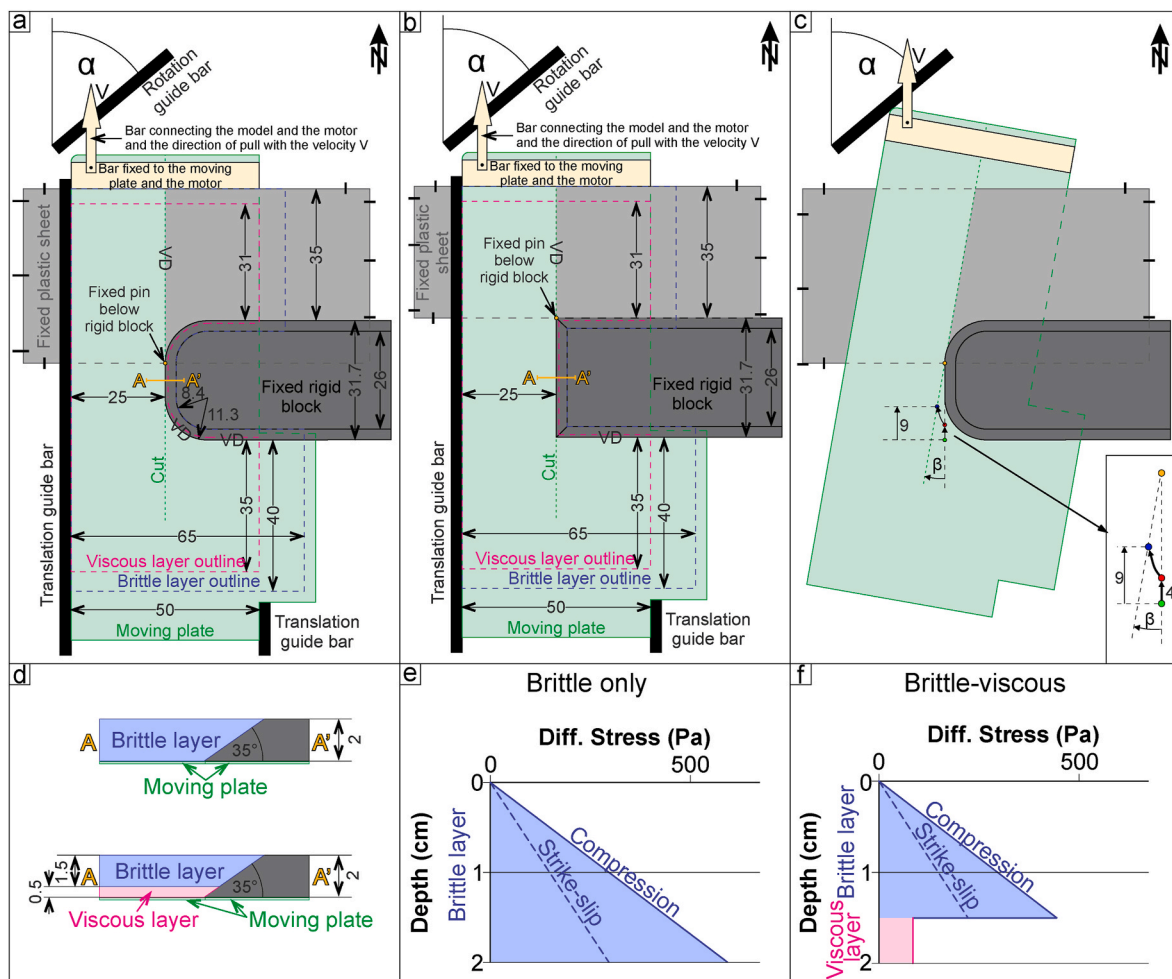 a
α
V
Rotation
guide bar
N
Bar connecting the model and the motor
and the direction of pull with the velocity V
Bar fixed to the moving
plate and the motor
Fixed plastic sheet
VD
31
35
Fixed pin
below
rigid block
A
A'
25
8.4
11.3
Fixed rigid
block
31.7
26
VD
VD
Cut
35
40
65
Viscous layer outline
Brittle layer outline
50
Moving plate
Translation guide bar
Translation
guide bar
b
α
V
Rotation
guide bar
N
Bar connecting the model and the motor
and the direction of pull with the velocity V
Bar fixed to the moving
plate and the motor
Fixed plastic
sheet
VD
31
35
Fixed pin
below
rigid block
A
A'
25
Fixed rigid
block
31.7
26
VD
Cut
35
40
65
Viscous layer outline
Brittle layer outline
50
Moving plate
Translation guide bar
Translation
guide bar
c
α
V
N
Fixed rigid
block
9
β
9
4
β
d
A
Brittle layer
35°
A'
2
Moving plate
1.5
0.5
A
Brittle layer
35°
A'
2
Viscous layer
Moving plate
e
Brittle only
Diff. Stress (Pa)
0
500
0
1
2
Depth (cm)
Brittle layer
Strike-slip
Compression
f
Brittle-viscous
Diff. Stress (Pa)
0
500
0
1
2
Depth (cm)
Brittle layer
Viscous
layer
Strike-slip
Compression